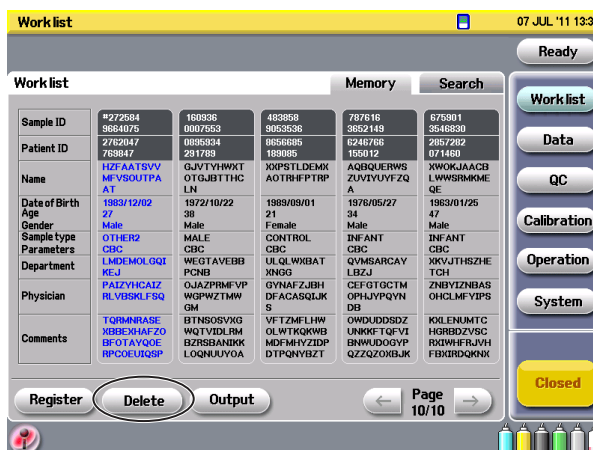 Work list
07 JUL '11 13:3
Ready
Work list
Memory
Search
Work list
Data
QC
Calibration
Operation
System
Closed
Sample ID
#272584
9664075
160936
0007553
483858
9053536
787616
3652149
675901
3546830
Patient ID
2762047
769847
0895934
291789
8656685
189085
6246766
155012
2857282
071460
Name
HZFAATSVV
MFVSOUTPA
AT
GJVTVHWXT
OTGJBTTHC
LN
XXPSTLDEMX
AOTRHFPTRP
AQBQUERWS
ZUVIYUYFZQ
A
XWOKJAACB
LWWSRMKME
QE
Date of Birth
Age
Gender
1983/12/02
27
Male
1972/10/22
38
Male
1989/09/01
21
Female
1976/05/27
34
Male
1963/01/25
47
Male
Sample type
Parameters
OTHER2
CBC
MALE
CBC
CONTROL
CBC
INFANT
CBC
INFANT
CBC
Department
LMDEMOLGQI
KEJ
WEGTAVEBB
PCNB
ULQLWXBAT
XNGG
QVMSARCAY
LBZJ
XKVJTHSZHE
TCH
Physician
PAIZYHCAIZ
RLVBSKLFSQ
OJAZPRMFVP
WGPWZTMW
GM
GYNAFZJBH
DFACASQIJK
S
CEFGTGCTM
OPHJYPQYN
DB
ZNBYIZNBAS
OHCLMFYIPS
Comments
TQRMNRASE
XBBEXHAFZO
BFOTAYQOE
RPCOEUIQSP
BTNSOSVXG
WQTVIDLRM
BZRSBANIKK
LOQNUUYOA
VFTZMFLHW
OLWTKQKWB
MDFMHYZIDP
DTPQNYBZT
OWDUDDSDZ
UNKKFTQFVI
BNWUDOGYP
QZZQZOXBJK
KXLENUMTC
HGRBDZVSC
RXIWHFRJVH
FBXIRDQKNX
Register
Delete
Output
Page
10/10